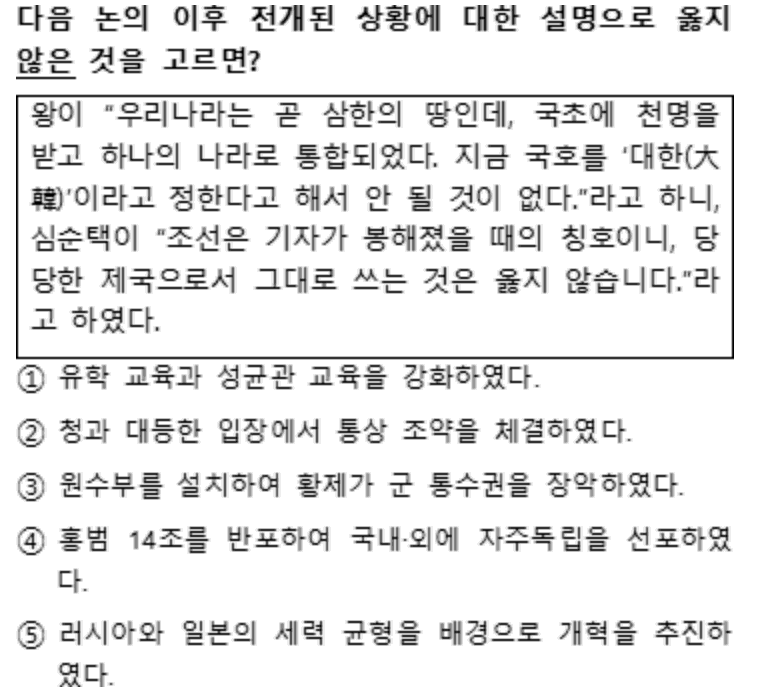 다음 논의 이후 전개된 상황에 대한 설명으로 옳지
않은 것을 고르면?
왕이 “우리나라는 곧 삼한의 땅인데, 국초에 천명을
받고 하나의 나라로 통합되었다. 지금 국호를 ‘대한(大
韓)’이라고 정한다고 해서 안 될 것이 없다.”라고 하니,
심순택이 “조선은 기자가 봉해졌을 때의 칭호이니, 당
당한 제국으로서 그대로 쓰는 것은 옳지 않습니다.”라
고 하였다.
① 유학 교육과 성균관 교육을 강화하였다.
② 청과 대등한 입장에서 통상 조약을 체결하였다.
③ 원수부를 설치하여 황제가 군 통수권을 장악하였다.
④ 홍범 14조를 반포하여 국내·외에 자주독립을 선포하였
다.
⑤ 러시아와 일본의 세력 균형을 배경으로 개혁을 추진하
였다.